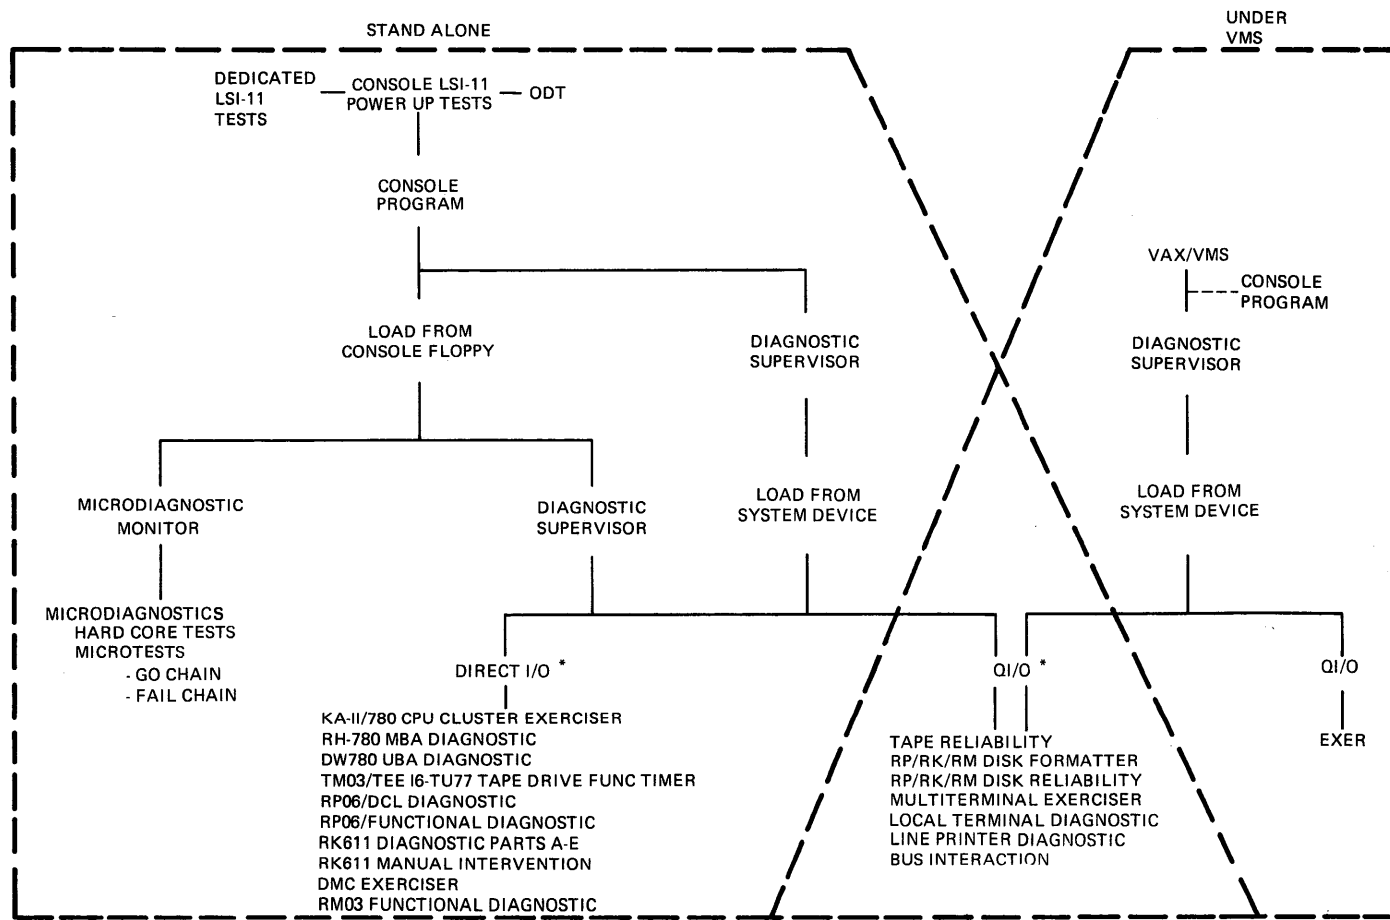 STAND ALONE
UNDER
VMS
DEDICATED
LSI-11
TESTS
CONSOLE LSI-11
POWER UP TESTS
ODT
CONSOLE
PROGRAM
VAX/VMS
CONSOLE
PROGRAM
LOAD FROM
CONSOLE FLOPPY
DIAGNOSTIC
SUPERVISOR
DIAGNOSTIC
SUPERVISOR
MICRODIAGNOSTIC
MONITOR
DIAGNOSTIC
SUPERVISOR
LOAD FROM
SYSTEM DEVICE
LOAD FROM
SYSTEM DEVICE
MICRODIAGNOSTICS
HARD CORE TESTS
MICROTESTS
- GO CHAIN
- FAIL CHAIN
DIRECT I/O *
QI/O *
QI/O
KA-II/780 CPU CLUSTER EXERCISER
RH-780 MBA DIAGNOSTIC
DW780 UBA DIAGNOSTIC
TM03/TEE I6-TU77 TAPE DRIVE FUNC TIMER
RP06/DCL DIAGNOSTIC
RP06/FUNCTIONAL DIAGNOSTIC
RK611 DIAGNOSTIC PARTS A-E
RK611 MANUAL INTERVENTION
DMC EXERCISER
RM03 FUNCTIONAL DIAGNOSTIC
TAPE RELIABILITY
RP/RK/RM DISK FORMATTER
RP/RK/RM DISK RELIABILITY
MULTITERMINAL EXERCISER
LOCAL TERMINAL DIAGNOSTIC
LINE PRINTER DIAGNOSTIC
BUS INTERACTION
EXER